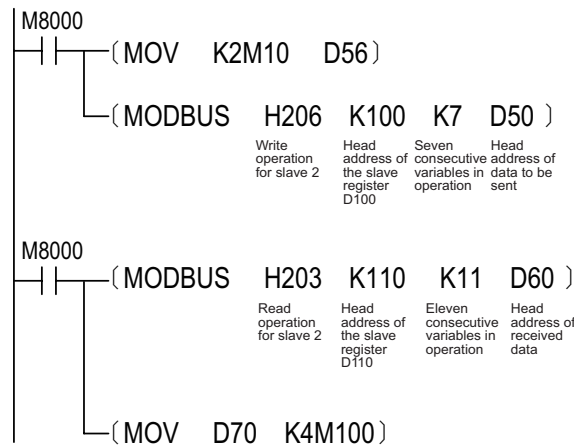 M8000
(MOV K2M10 D56)
(MODBUS H206 K100 K7 D50 )
Write operation for slave 2
Head address of the slave register D100
Seven consecutive variables in operation
Head address of data to be sent
M8000
(MODBUS H203 K110 K11 D60 )
Read operation for slave 2
Head address of the slave register D110
Eleven consecutive variables in operation
Head address of received data
(MOV D70 K4M100)